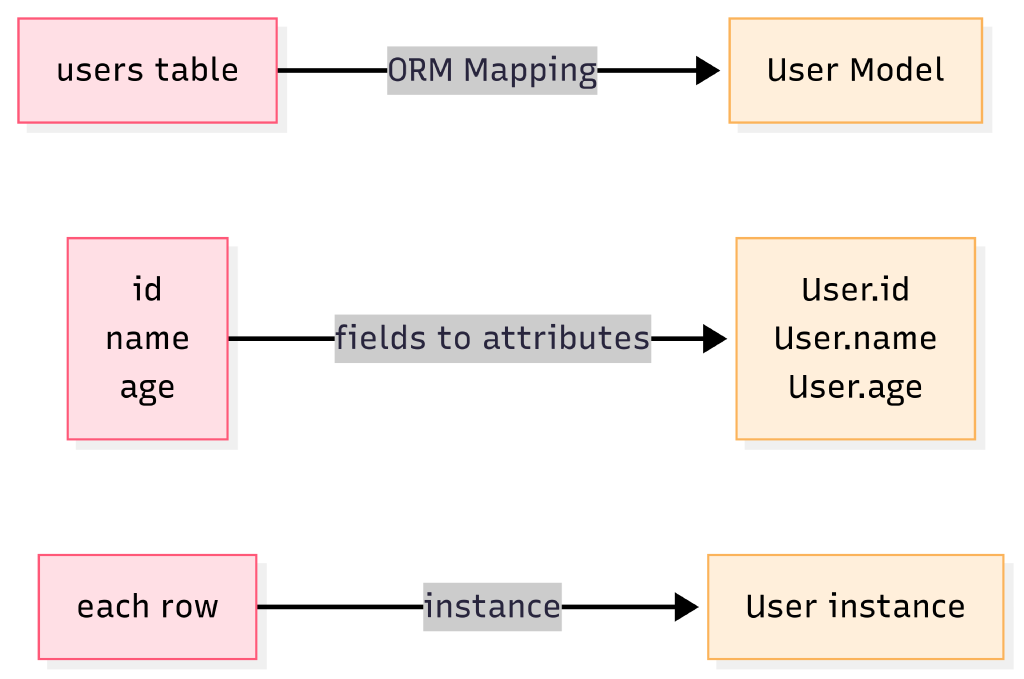 users table
ORM Mapping
User Model
id
name
age
fields to attributes
User.id
User.name
User.age
each row
instance
User instance